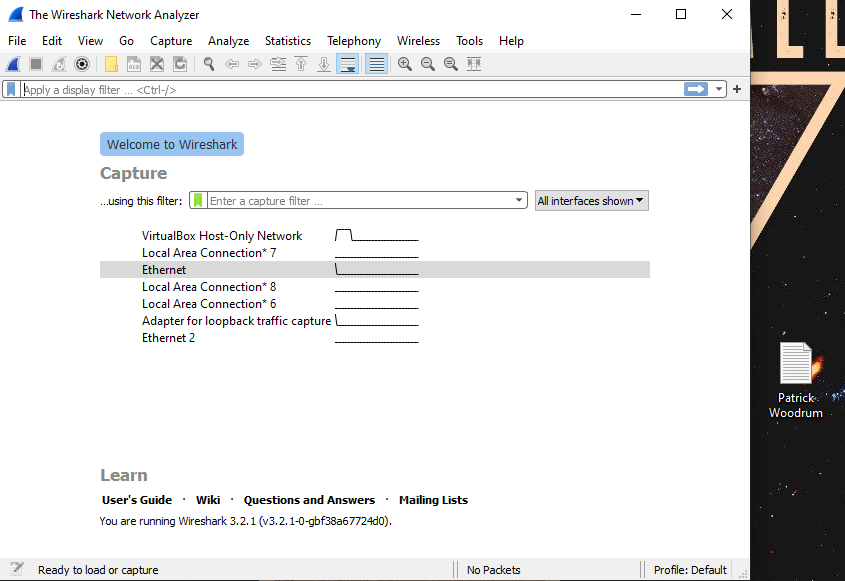 The Wireshark Network Analyzer
File Edit View Go Capture Analyze Statistics Telephony Wireless Tools Help
Apply a display filter ... <Ctrl-/>
Welcome to Wireshark
Capture
...using this filter: Enter a capture filter ... All interfaces shown
VirtualBox Host-Only Network
Local Area Connection* 7
Ethernet
Local Area Connection* 8
Local Area Connection* 6
Adapter for loopback traffic capture
Ethernet 2
Patrick
Woodrum
Learn
User's Guide · Wiki · Questions and Answers · Mailing Lists
You are running Wireshark 3.2.1 (v3.2.1-0-gbf38a67724d0).
Ready to load or capture No Packets Profile: Default